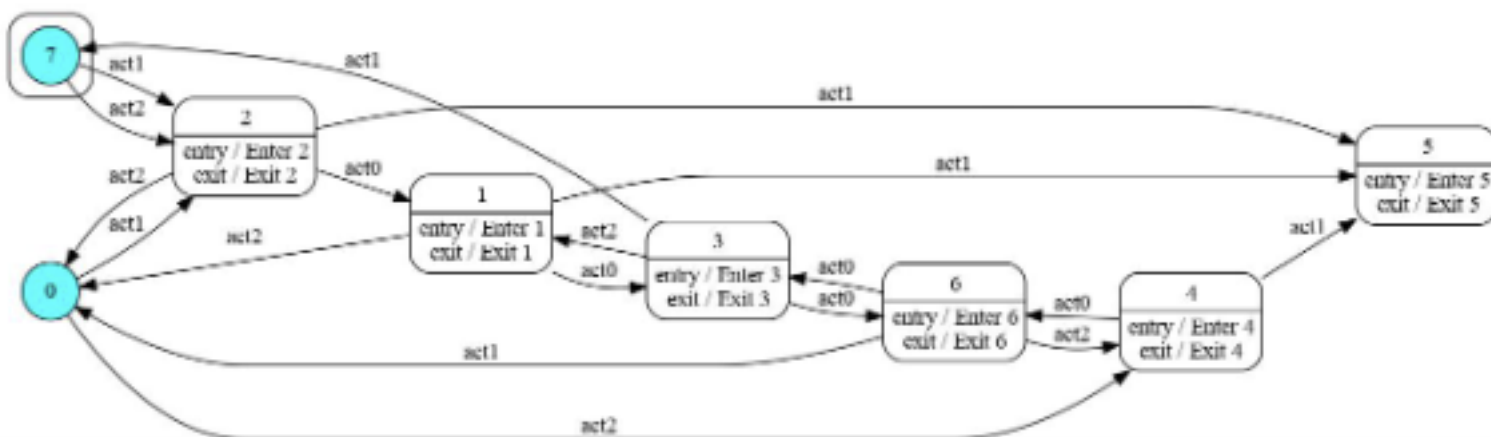 7
act1
act1
act2
act1
2
entry / Enter 2
exit / Exit 2
5
entry / Enter 5
exit / Exit 5
act2
act0
act1
act1
1
entry / Enter 1
exit / Exit 1
act2
act2
act0
3
entry / Enter 3
exit / Exit 3
act1
0
act0
act0
6
entry / Enter 6
exit / Exit 6
act0
act2
4
entry / Enter 4
exit / Exit 4
act1
act2